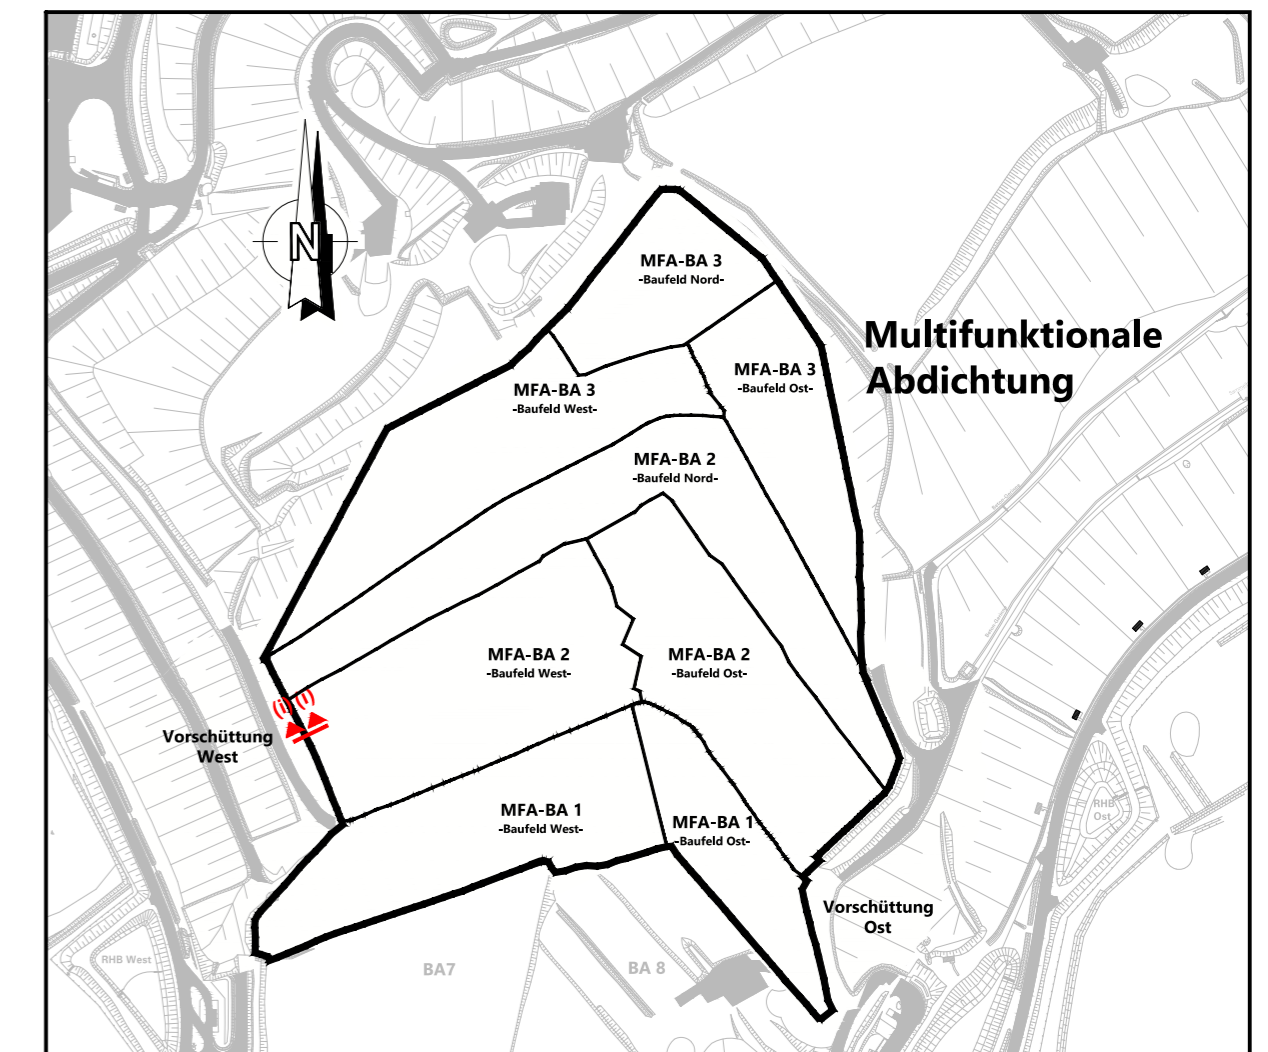 N
MFA-BA 3
-Baufeld Nord-
Multifunktionale
Abdichtung
MFA-BA 3
-Baufeld Ost-
MFA-BA 3
-Baufeld West-
MFA-BA 2
-Baufeld Nord-
MFA-BA 2
-Baufeld West-
MFA-BA 2
-Baufeld Ost-
Vorschüttung
West
MFA-BA 1
-Baufeld West-
MFA-BA 1
-Baufeld Ost-
RHB
Ost
Vorschüttung
Ost
RHB West
BA7
BA 8